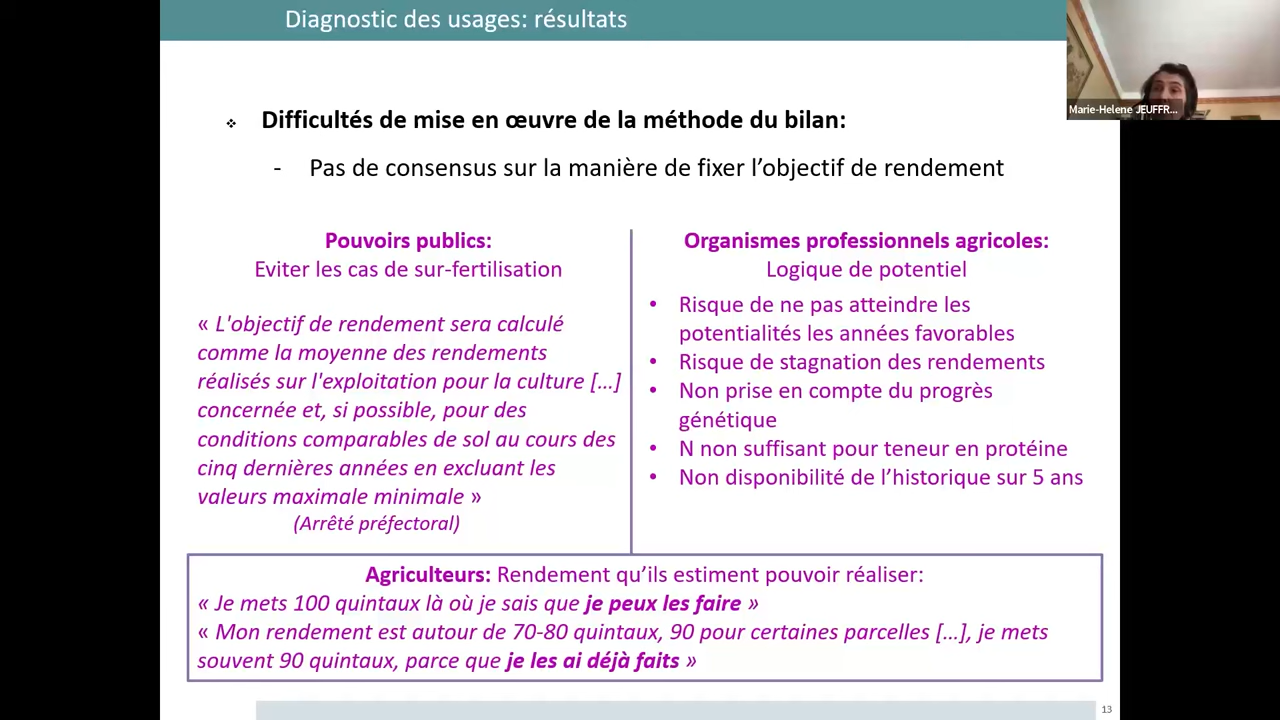 Diagnostic des usages: résultats
Marie-Helene JEUFFR...
❖ Difficultés de mise en œuvre de la méthode du bilan:
- Pas de consensus sur la manière de fixer l'objectif de rendement
Pouvoirs publics:
Eviter les cas de sur-fertilisation
« L'objectif de rendement sera calculé
comme la moyenne des rendements
réalisés sur l'exploitation pour la culture […]
concernée et, si possible, pour des
conditions comparables de sol au cours des
cinq dernières années en excluant les
valeurs maximale minimale »
(Arrêté préfectoral)
Organismes professionnels agricoles:
Logique de potentiel
• Risque de ne pas atteindre les
potentialités les années favorables
• Risque de stagnation des rendements
• Non prise en compte du progrès
génétique
• N non suffisant pour teneur en protéine
• Non disponibilité de l'historique sur 5 ans
Agriculteurs: Rendement qu'ils estiment pouvoir réaliser:
« Je mets 100 quintaux là où je sais que je peux les faire »
« Mon rendement est autour de 70-80 quintaux, 90 pour certaines parcelles […], je mets
souvent 90 quintaux, parce que je les ai déjà faits »
13